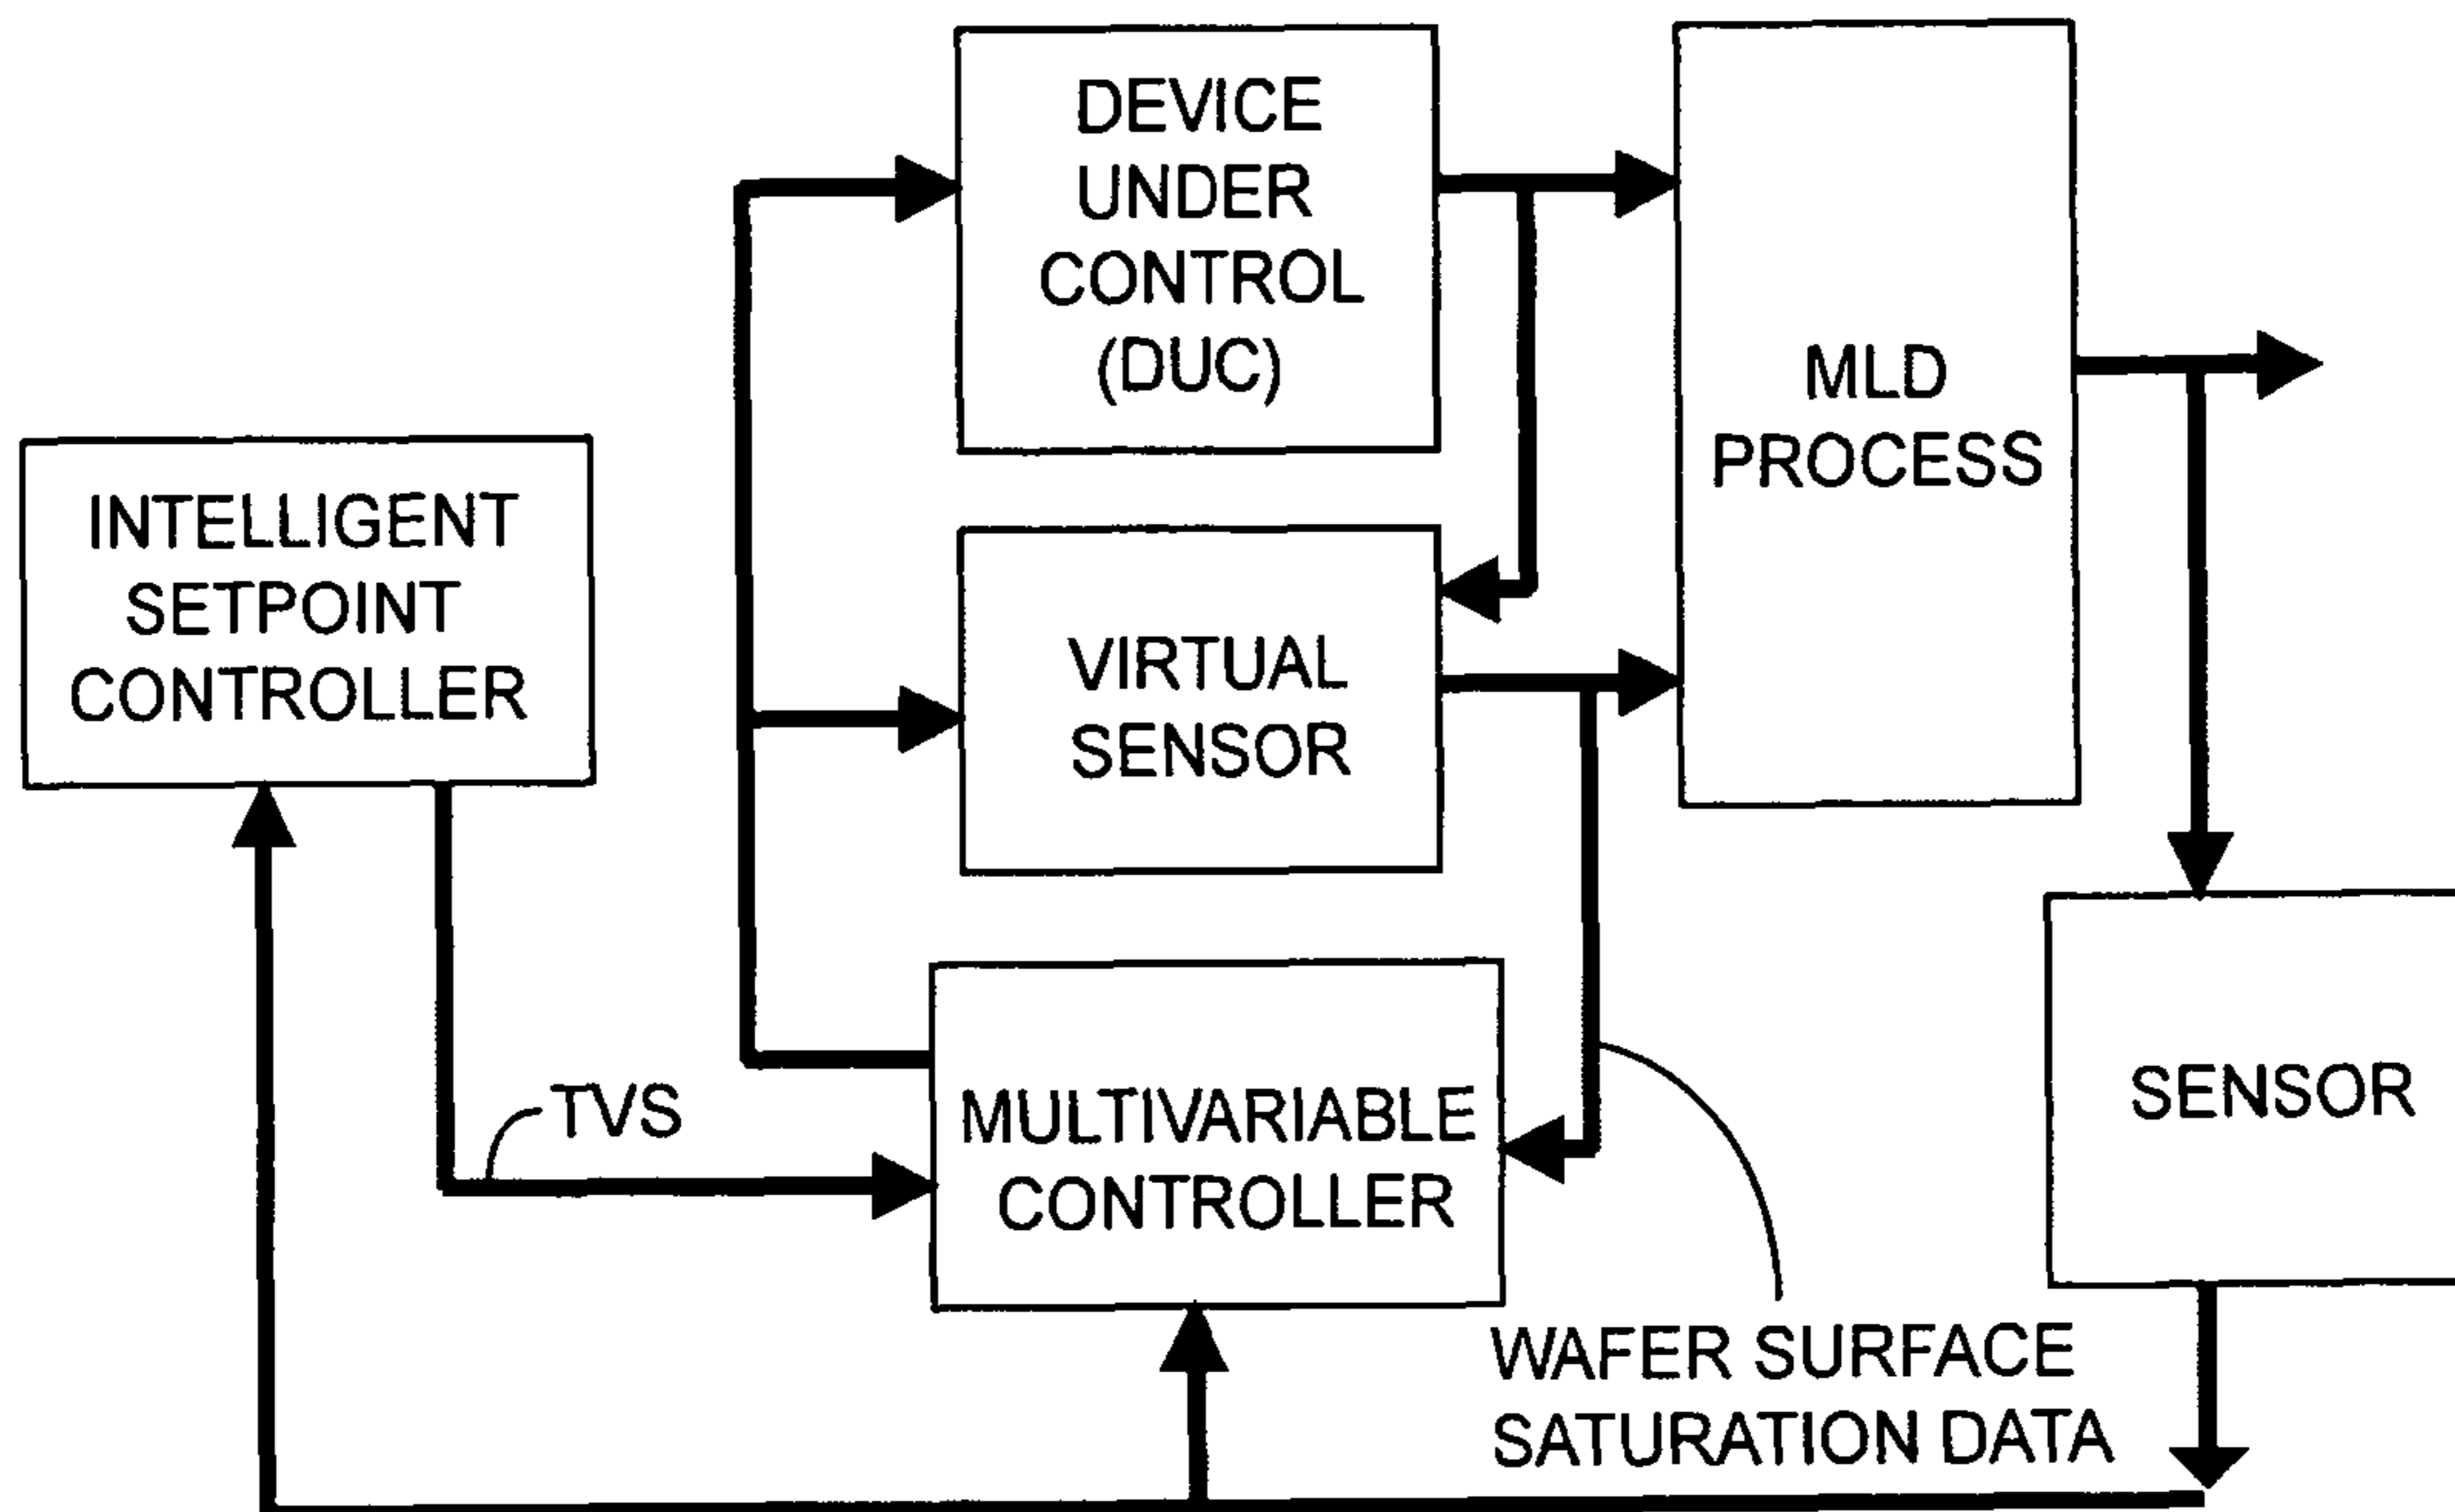 DEVICE
UNDER
CONTROL
(DUC)
MLD
PROCESS
INTELLIGENT
SETPOINT
CONTROLLER
VIRTUAL
SENSOR
TVS
MULTIVARIABLE
CONTROLLER
SENSOR
WAFER SURFACE
SATURATION DATA